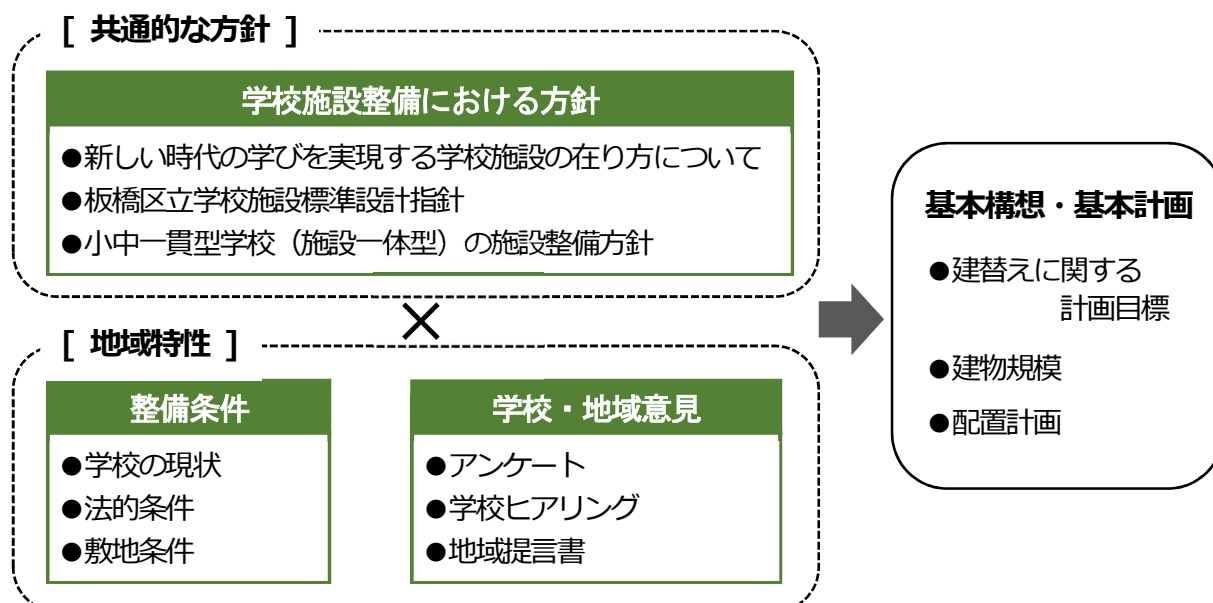 [ 共通的な方針 ]
学校施設整備における方針
●新しい時代の学びを実現する学校施設の在り方について
●板橋区立学校施設標準設計指針
●小中一貫型学校（施設一体型）の施設整備方針
×
[ 地域特性 ]
整備条件
●学校の現状
●法的条件
●敷地条件
学校・地域意見
●アンケート
●学校ヒアリング
●地域提言書
基本構想・基本計画
●建替えに関する
計画目標
●建物規模
●配置計画